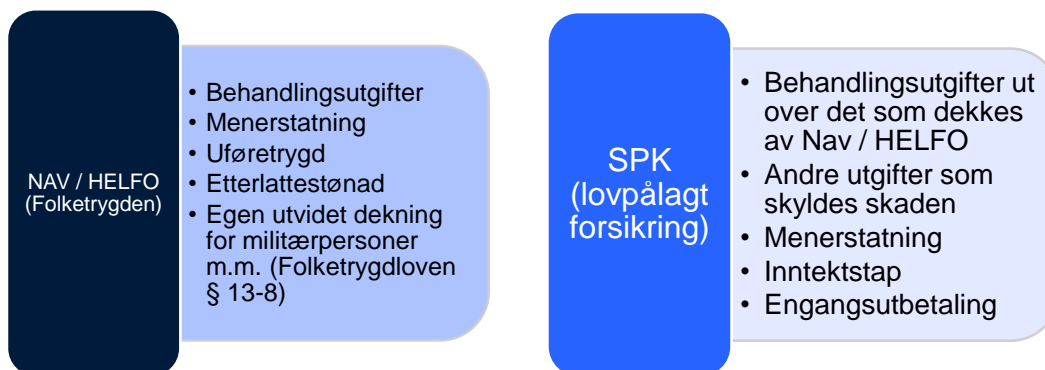 NAV / HELFO
(Folketrygden)
• Behandlingsutgifter
• Menerstatning
• Uføretrygd
• Etterlattestønad
• Egen utvidet dekning
for militærpersoner
m.m. (Folketrygdloven
§ 13-8)
SPK
(lovpålagt
forsikring)
• Behandlingsutgifter ut
over det som dekkes
av Nav / HELFO
• Andre utgifter som
skyldes skaden
• Menerstatning
• Inntektstap
• Engangsutbetaling